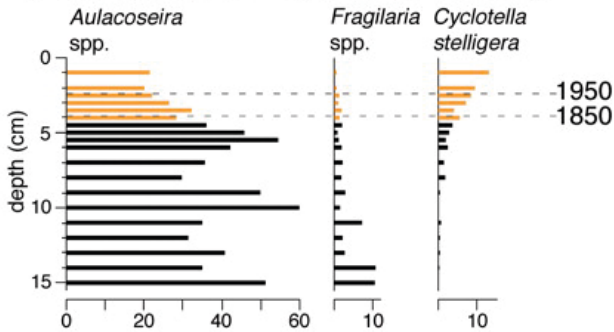 Aulacoseira
spp.
Fragilaria
spp.
Cyclotella
stelligera
0
5
10
15
depth (cm)
1950
1850
0 20 40 60
10
10